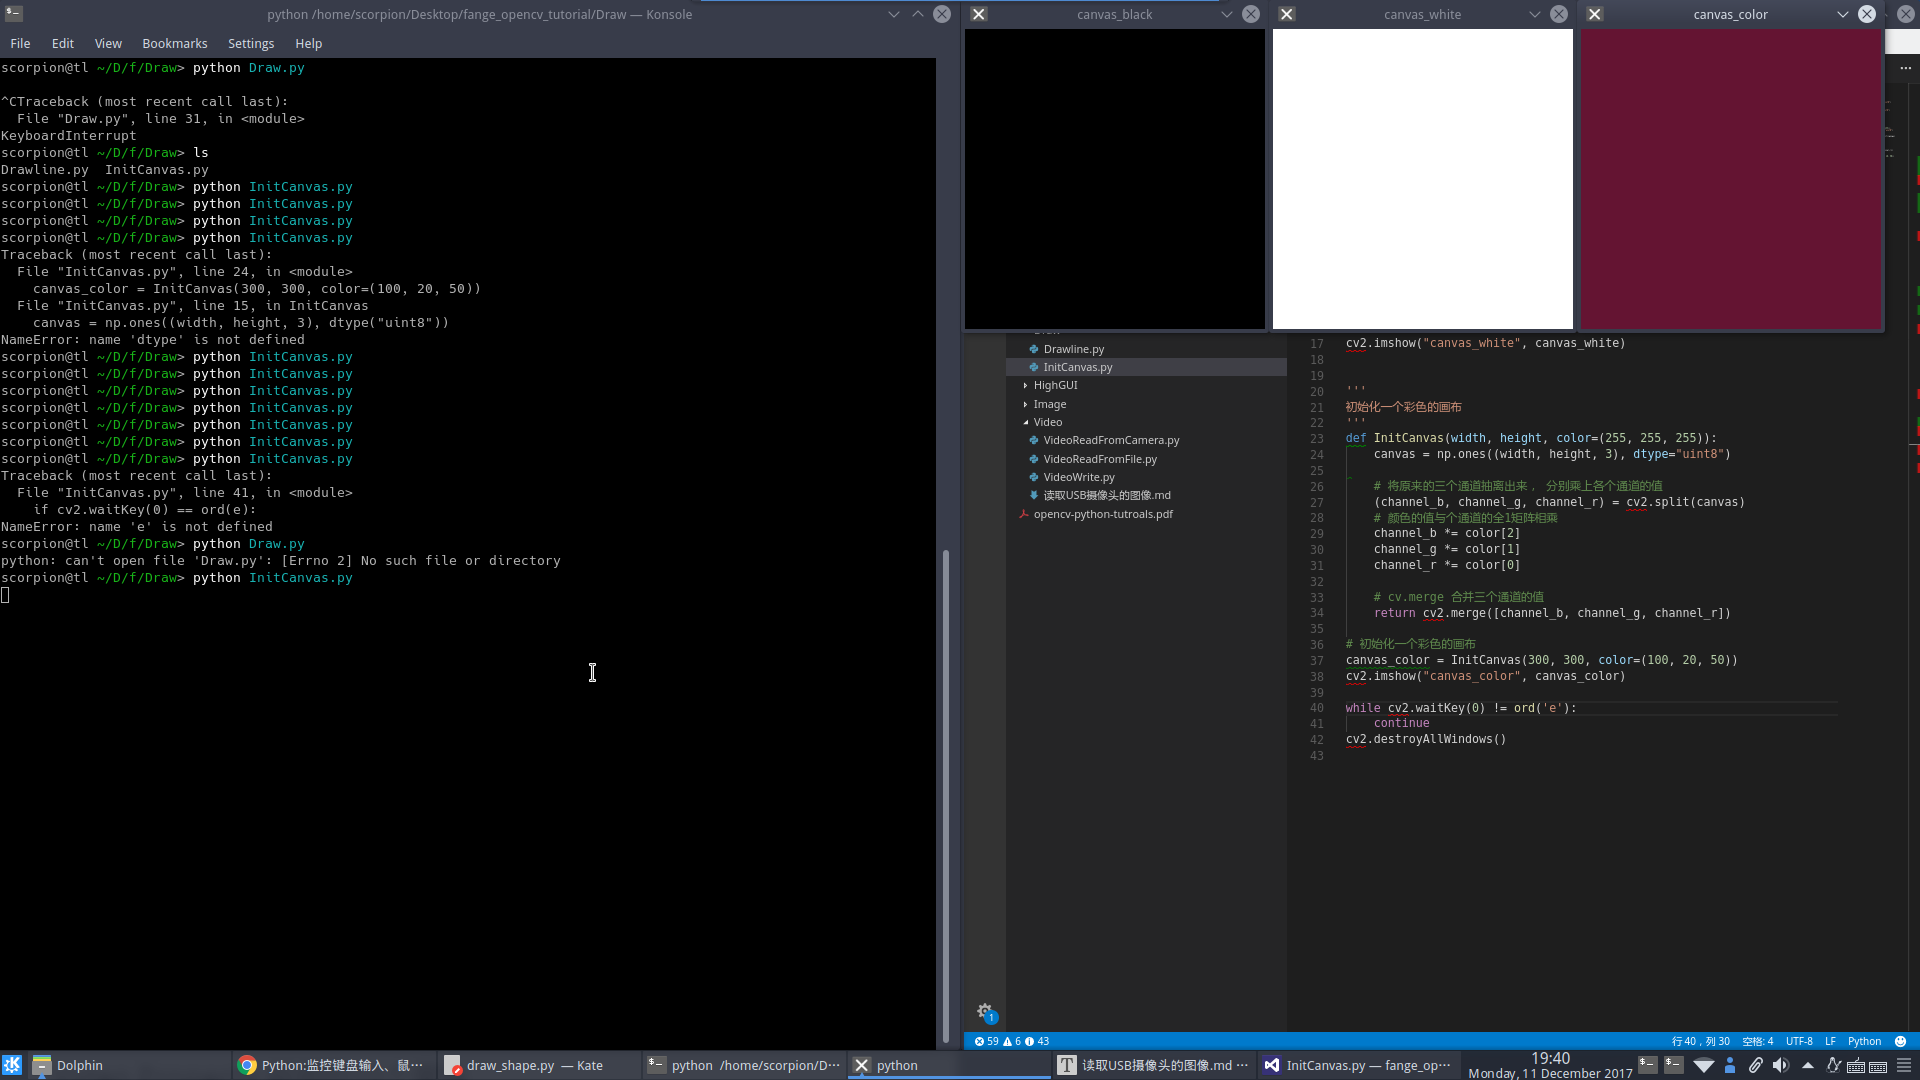 python /home/scorpion/Desktop/fange_opencv_tutorial/Draw — Konsole
File Edit View Bookmarks Settings Help
scorpion@tl ~/D/f/Draw> python Draw.py
^CTraceback (most recent call last):
  File "Draw.py", line 31, in <module>
KeyboardInterrupt
scorpion@tl ~/D/f/Draw> ls
Drawline.py  InitCanvas.py
scorpion@tl ~/D/f/Draw> python InitCanvas.py
scorpion@tl ~/D/f/Draw> python InitCanvas.py
scorpion@tl ~/D/f/Draw> python InitCanvas.py
scorpion@tl ~/D/f/Draw> python InitCanvas.py
Traceback (most recent call last):
  File "InitCanvas.py", line 24, in <module>
    canvas_color = InitCanvas(300, 300, color=(100, 20, 50))
  File "InitCanvas.py", line 15, in InitCanvas
    canvas = np.ones((width, height, 3), dtype("uint8"))
NameError: name 'dtype' is not defined
scorpion@tl ~/D/f/Draw> python InitCanvas.py
scorpion@tl ~/D/f/Draw> python InitCanvas.py
scorpion@tl ~/D/f/Draw> python InitCanvas.py
scorpion@tl ~/D/f/Draw> python InitCanvas.py
scorpion@tl ~/D/f/Draw> python InitCanvas.py
scorpion@tl ~/D/f/Draw> python InitCanvas.py
scorpion@tl ~/D/f/Draw> python InitCanvas.py
Traceback (most recent call last):
  File "InitCanvas.py", line 41, in <module>
    if cv2.waitKey(0) == ord(e):
NameError: name 'e' is not defined
scorpion@tl ~/D/f/Draw> python Draw.py
python: can't open file 'Draw.py': [Errno 2] No such file or directory
scorpion@tl ~/D/f/Draw> python InitCanvas.py
canvas_black
canvas_white
canvas_color
Drawline.py
InitCanvas.py
HighGUI
Image
Video
VideoReadFromCamera.py
VideoReadFromFile.py
VideoWrite.py
读取USB摄像头的图像.md
opencv-python-tutroals.pdf
17 cv2.imshow("canvas_white", canvas_white)
18
19
20 '''
21 初始化一个彩色的画布
22 '''
23 def InitCanvas(width, height, color=(255, 255, 255)):
24     canvas = np.ones((width, height, 3), dtype="uint8")
25
26     # 将原来的三个通道抽离出来， 分别乘上各个通道的值
27     (channel_b, channel_g, channel_r) = cv2.split(canvas)
28     # 颜色的值与个通道的全1矩阵相乘
29     channel_b *= color[2]
30     channel_g *= color[1]
31     channel_r *= color[0]
32
33     # cv.merge 合并三个通道的值
34     return cv2.merge([channel_b, channel_g, channel_r])
35
36 # 初始化一个彩色的画布
37 canvas_color = InitCanvas(300, 300, color=(100, 20, 50))
38 cv2.imshow("canvas_color", canvas_color)
39
40 while cv2.waitKey(0) != ord('e'):
41     continue
42 cv2.destroyAllWindows()
43
1
59 6 43
行 40，列 30 空格: 4 UTF-8 LF Python
Dolphin
Python:监控键盘输入、鼠···
draw_shape.py — Kate
python /home/scorpion/D···
python
读取USB摄像头的图像.md ···
InitCanvas.py — fange_op···
19:40
Monday, 11 December 2017